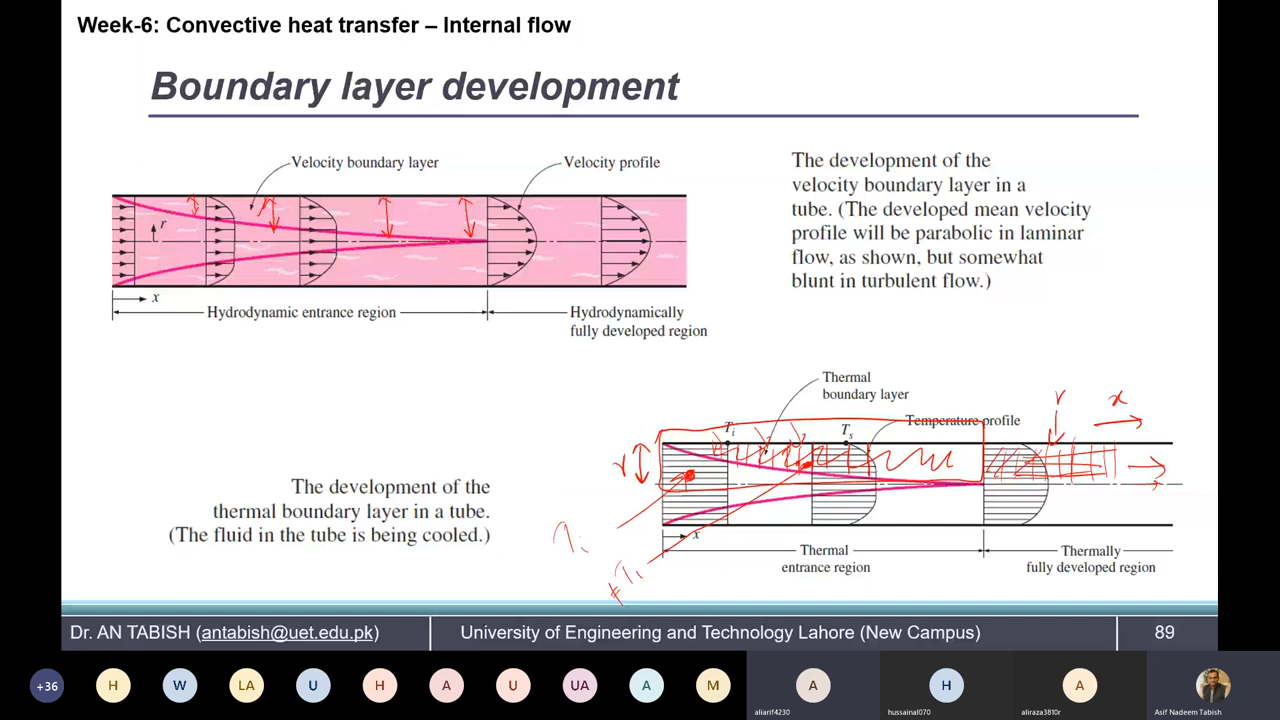 Week-6: Convective heat transfer – Internal flow
Boundary layer development
Velocity boundary layer
Velocity profile
r
x
Hydrodynamic entrance region
Hydrodynamically
fully developed region
The development of the
velocity boundary layer in a
tube. (The developed mean velocity
profile will be parabolic in laminar
flow, as shown, but somewhat
blunt in turbulent flow.)
Thermal
boundary layer
Temperature profile
Ti
Ts
r
x
r
x
Thermal
entrance region
Thermally
fully developed region
The development of the
thermal boundary layer in a tube.
(The fluid in the tube is being cooled.)
Ti
≠Ti
Dr. AN TABISH (antabish@uet.edu.pk)
University of Engineering and Technology Lahore (New Campus)
89
+36
H
W
LA
U
H
A
U
UA
A
M
A
aliarif4230
H
hussainal070
A
aliraza3810r
Asif Nadeem Tabish